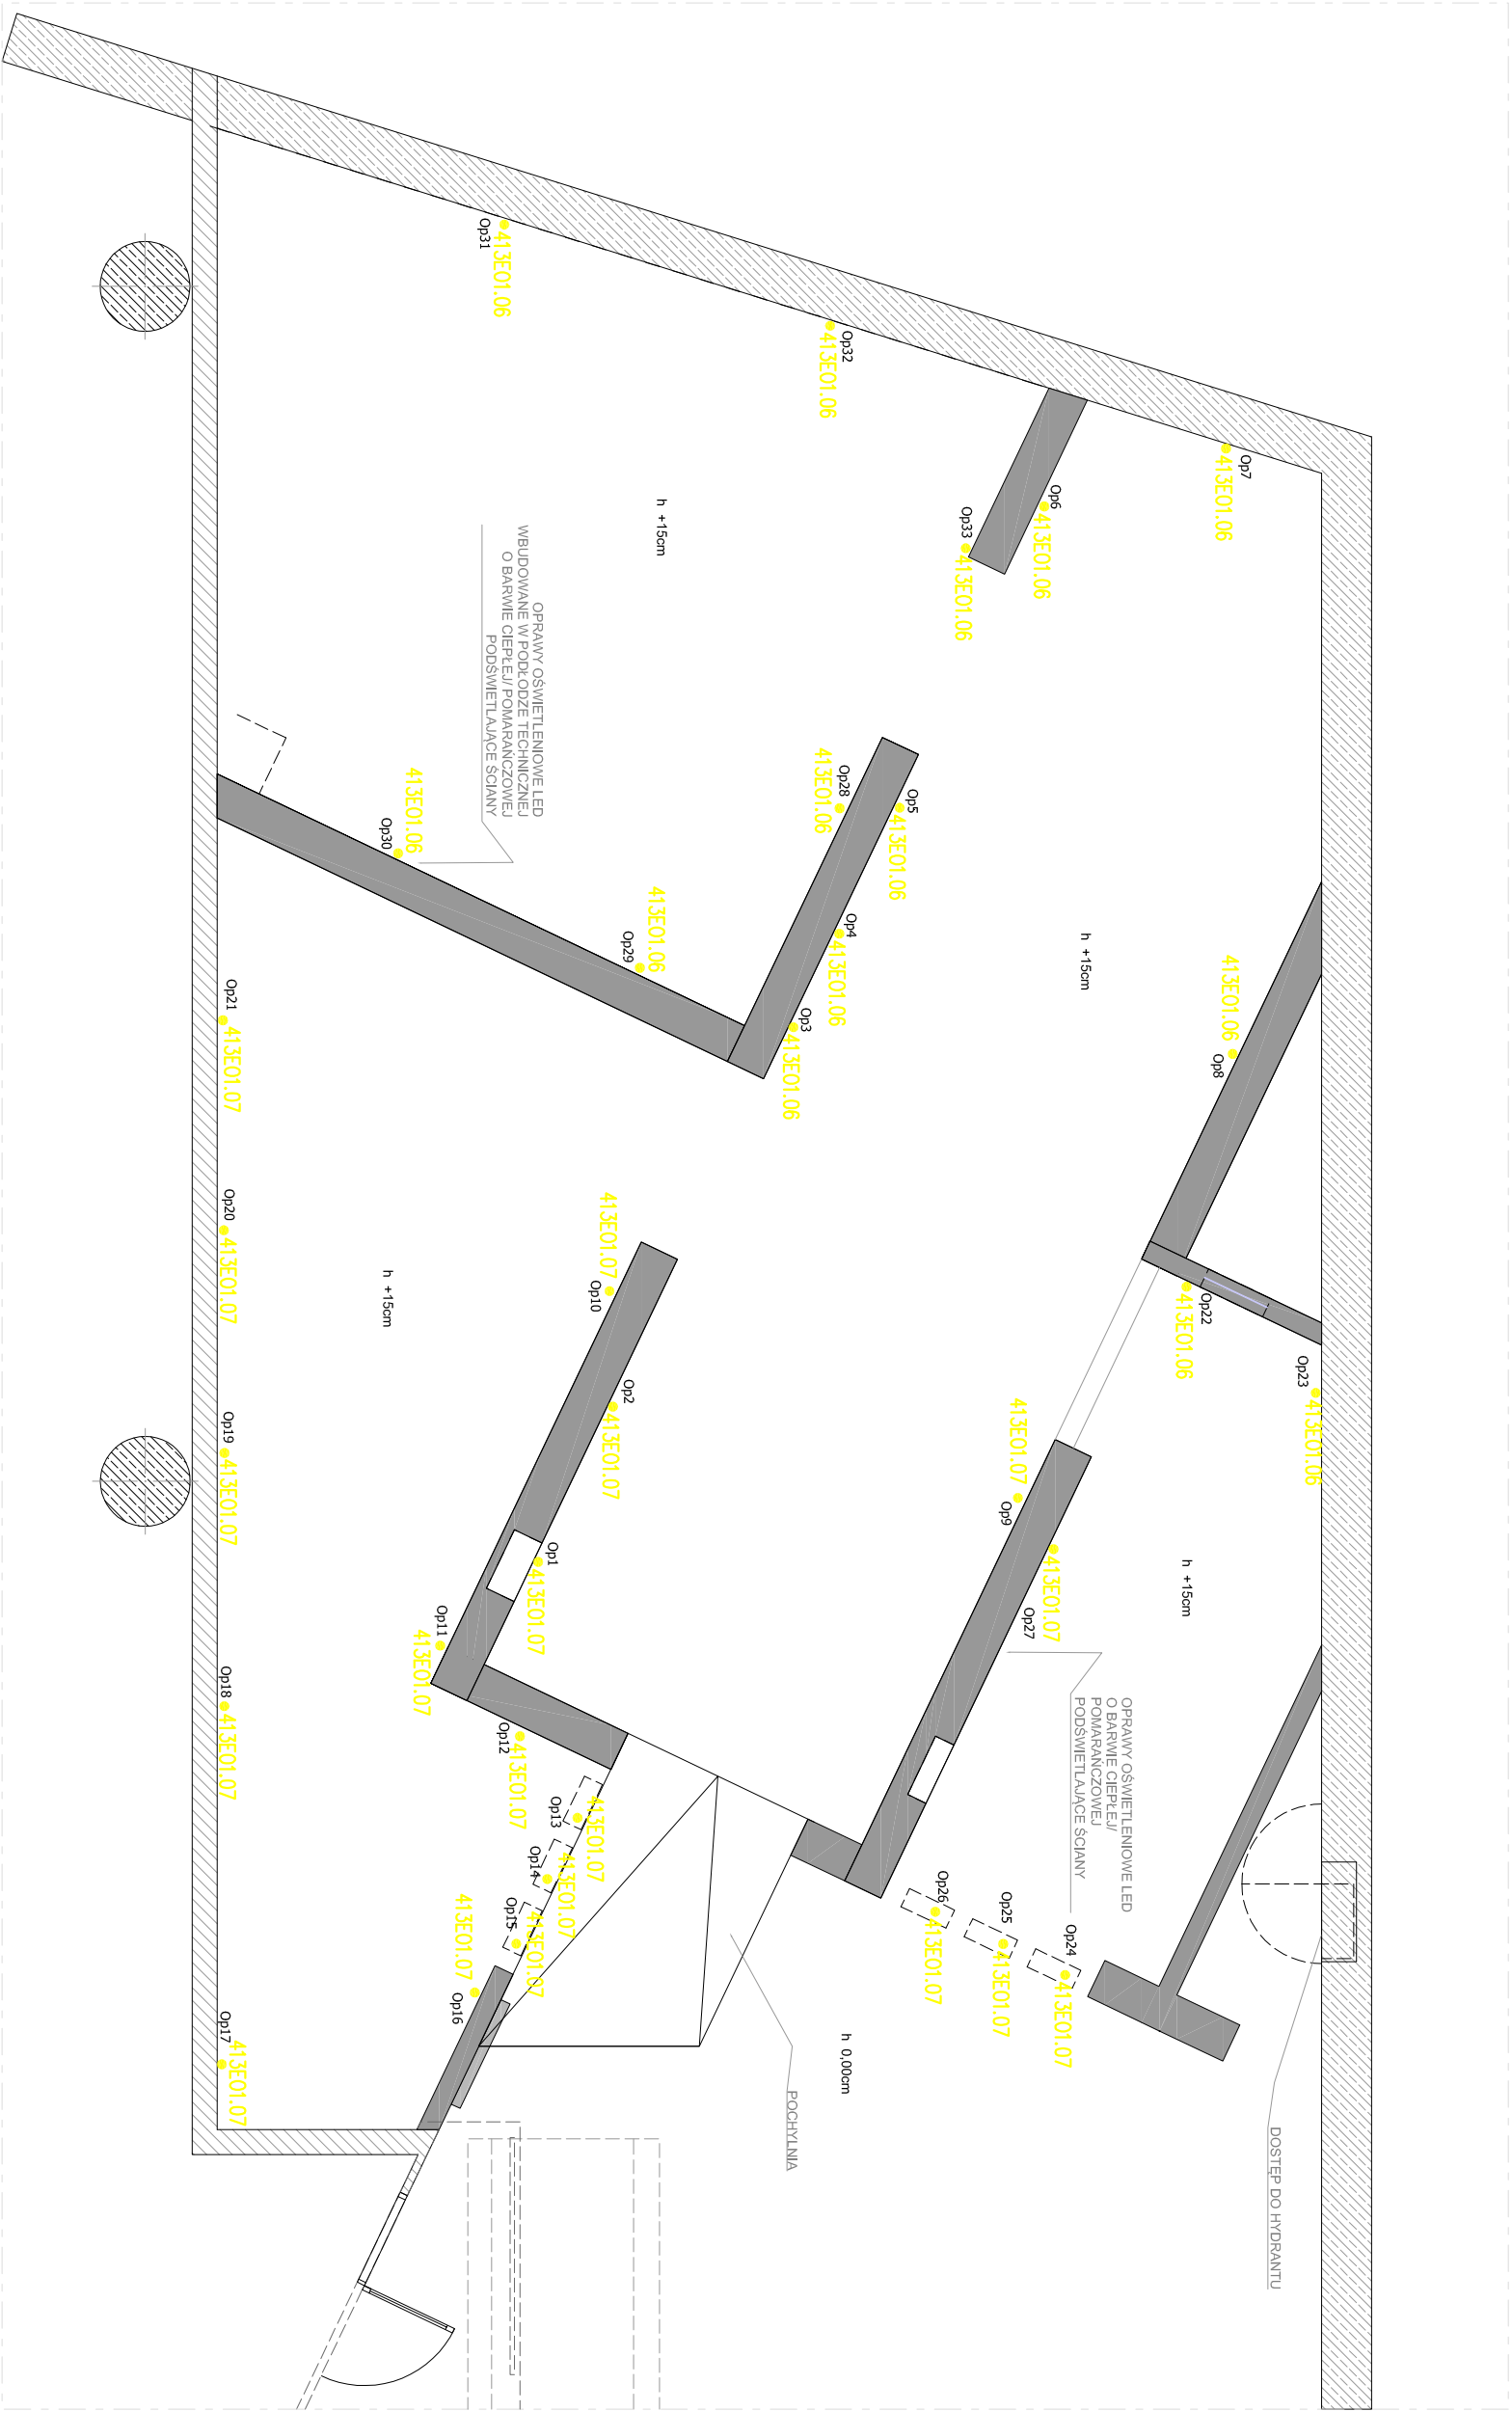 Op31
413E01.06
Op32
413E01.06
Op7
413E01.06
Op6
413E01.06
Op33
413E01.06
h +15cm
OPRAWY OŚWIETLENIOWE LED
WBUDOWANE W PODŁODZE TECHNICZNEJ
O BARWIE CIEPŁEJ/ POMARAŃCZOWEJ
PODŚWIETLAJĄCE ŚCIANY
413E01.06
Op28
Op5
413E01.06
413E01.06
Op30
413E01.06
Op29
Op4
413E01.06
Op3
413E01.06
h +15cm
413E01.06
Op8
Op21
413E01.07
Op20
413E01.07
h +15cm
413E01.07
Op10
Op22
413E01.06
Op23
413E01.06
Op2
413E01.07
413E01.07
Op9
413E01.07
Op27
Op19
413E01.07
Op1
413E01.07
h +15cm
Op11
413E01.07
Op18
413E01.07
Op12
413E01.07
OPRAWY OŚWIETLENIOWE LED
O BARWIE CIEPŁEJ/
POMARAŃCZOWEJ
PODŚWIETLAJĄCE ŚCIANY
Op13
413E01.07
Op14
413E01.07
Op15
413E01.07
413E01.07
Op16
Op26
413E01.07
Op25
413E01.07
Op24
413E01.07
Op17
413E01.07
h 0,00cm
POCHYLNIA
DOSTĘP DO HYDRANTU